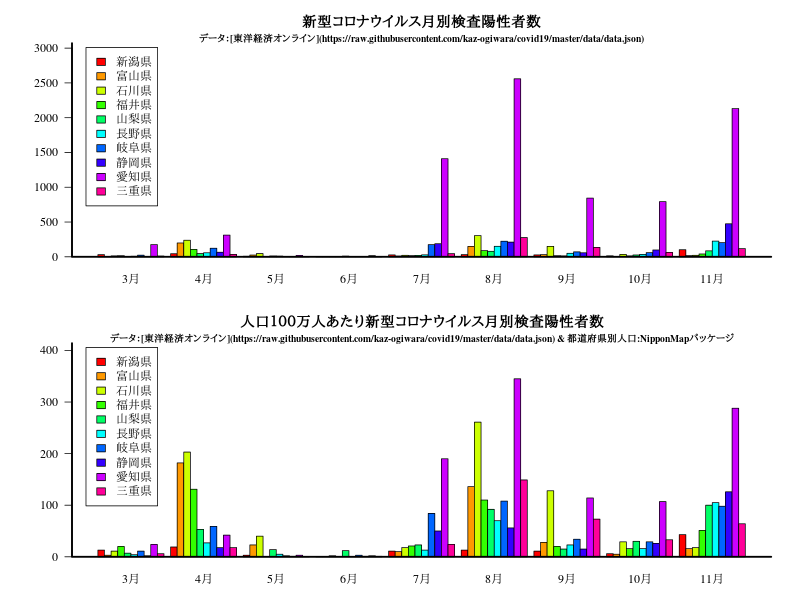 新型コロナウイルス月別検査陽性者数
データ:[東洋経済オンライン](https://raw.githubusercontent.com/kaz-ogiwara/covid19/master/data/data.json)
3000
2500
2000
1500
1000
500
0
新潟県
富山県
石川県
福井県
山梨県
長野県
岐阜県
静岡県
愛知県
三重県
3月 4月 5月 6月 7月 8月 9月 10月 11月
人口100万人あたり新型コロナウイルス月別検査陽性者数
データ:[東洋経済オンライン](https://raw.githubusercontent.com/kaz-ogiwara/covid19/master/data/data.json) & 都道府県別人口:NipponMapパッケージ
400
300
200
100
0
新潟県
富山県
石川県
福井県
山梨県
長野県
岐阜県
静岡県
愛知県
三重県
3月 4月 5月 6月 7月 8月 9月 10月 11月